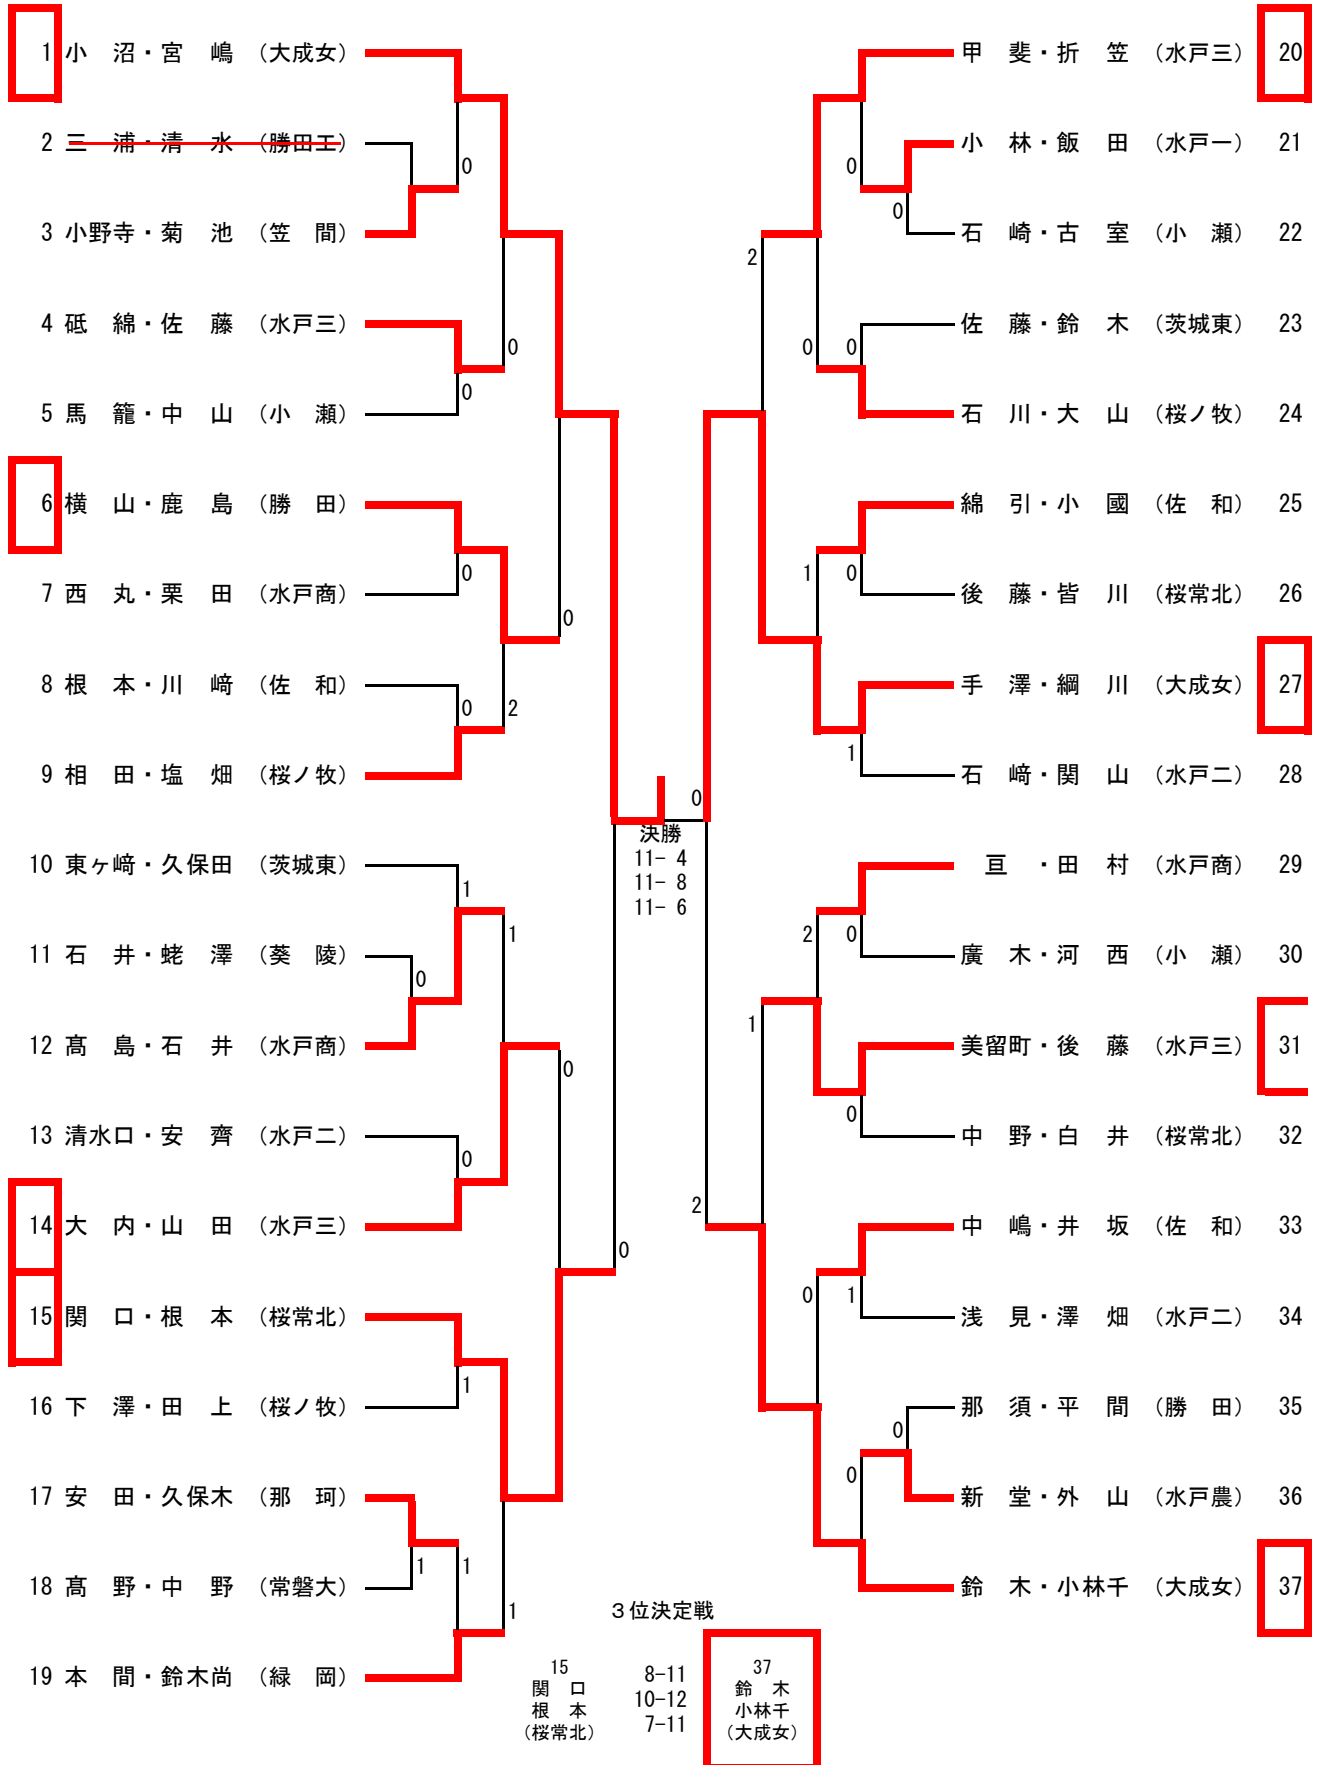 1 小 沼・宮 嶋 (大成女)
2 三 浦・清 水 (勝田工)
0
3 小野寺・菊 池 (笠 間)
4 砥 綿・佐 藤 (水戸三)
0
0
5 馬 籠・中 山 (小 瀬)
6 横 山・鹿 島 (勝 田)
0
7 西 丸・栗 田 (水戸商)
0
8 根 本・川 﨑 (佐 和)
0 2
9 相 田・塩 畑 (桜ノ牧)
10 東ヶ﨑・久保田 (茨城東)
1
1
11 石 井・蛯 澤 (葵 陵)
0
12 髙 島・石 井 (水戸商)
0
13 清水口・安 齊 (水戸二)
0
14 大 内・山 田 (水戸三)
0
15 関 口・根 本 (桜常北)
1
16 下 澤・田 上 (桜ノ牧)
17 安 田・久保木 (那 珂)
1 1
18 髙 野・中 野 (常磐大)
1
19 本 間・鈴木尚 (緑 岡)
0
決勝
11- 4
11- 8
11- 6
2
甲 斐・折 笠 (水戸三) 20
小 林・飯 田 (水戸一) 21
0
0
石 崎・古 室 (小 瀬) 22
2
佐 藤・鈴 木 (茨城東) 23
0 0
石 川・大 山 (桜ノ牧) 24
綿 引・小 國 (佐 和) 25
1 0
後 藤・皆 川 (桜常北) 26
手 澤・綱 川 (大成女) 27
1
石 﨑・関 山 (水戸二) 28
亘 ・田 村 (水戸商) 29
2 0
廣 木・河 西 (小 瀬) 30
1
美留町・後 藤 (水戸三) 31
0
中 野・白 井 (桜常北) 32
中 嶋・井 坂 (佐 和) 33
0 1
浅 見・澤 畑 (水戸二) 34
那 須・平 間 (勝 田) 35
0
0
新 堂・外 山 (水戸農) 36
鈴 木・小林千 (大成女) 37
3位決定戦
15
関 口
根 本
(桜常北)
8-11
10-12
7-11
37
鈴 木
小林千
(大成女)